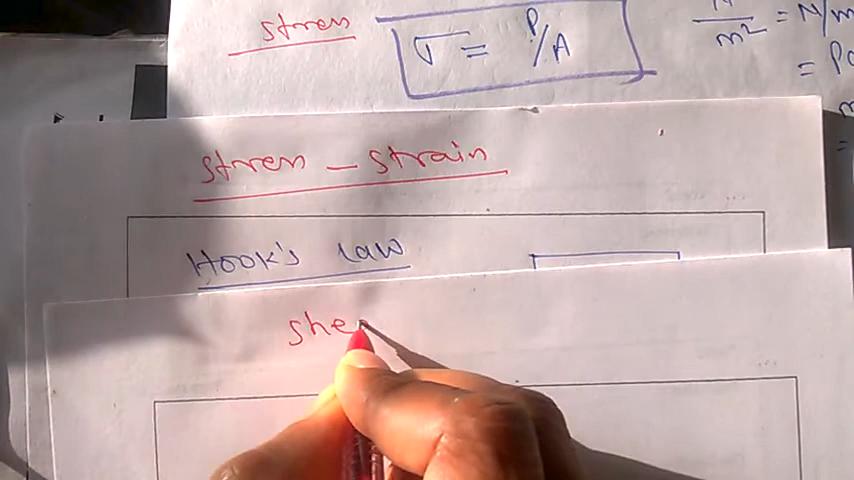 stress
σ = P/A
N/m² = N/m
= Pa
stress - strain
Hook's law
she